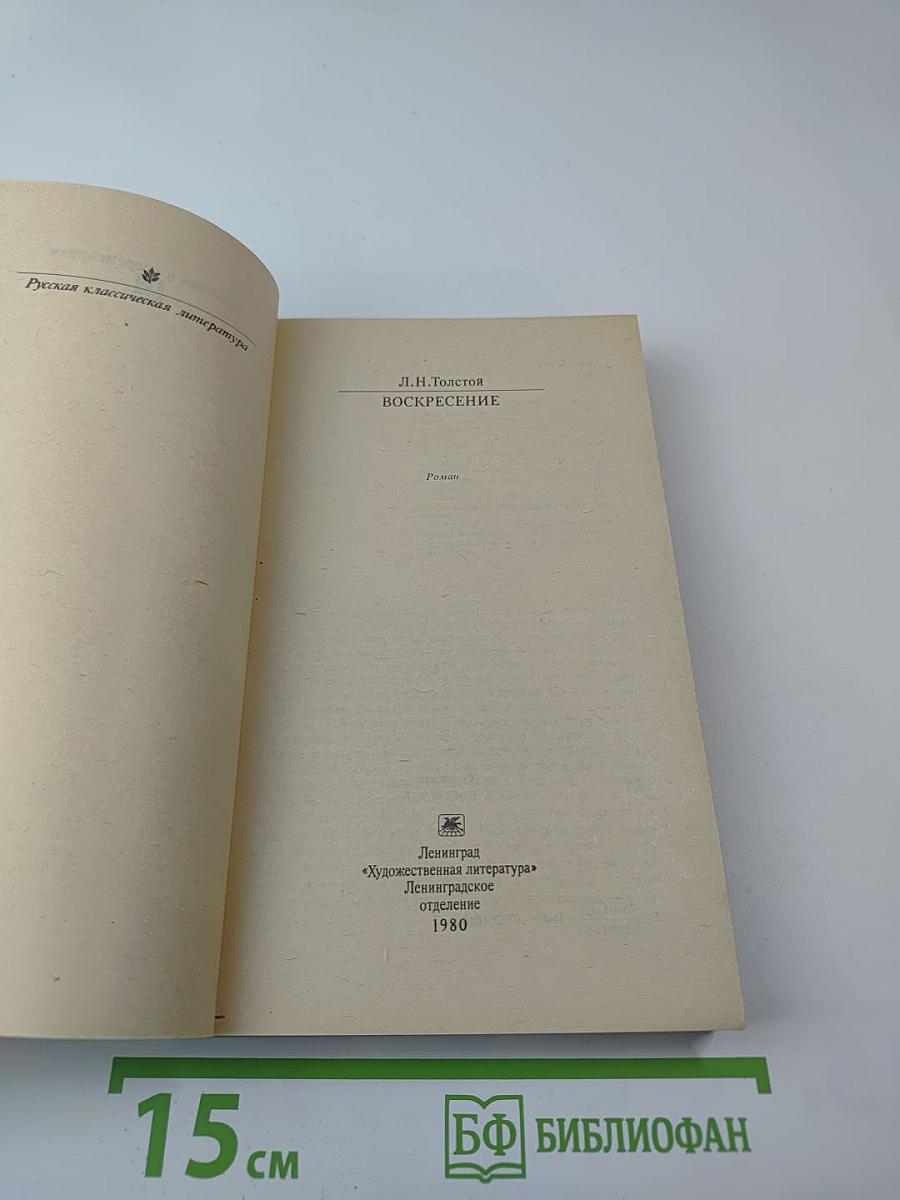 Русская классическая литература
Л.Н.Толстой
ВОСКРЕСЕНИЕ
Роман
Ленинград
«Художественная литература»
Ленинградское
отделение
1980
15 см
БФ БИБЛИОФАН